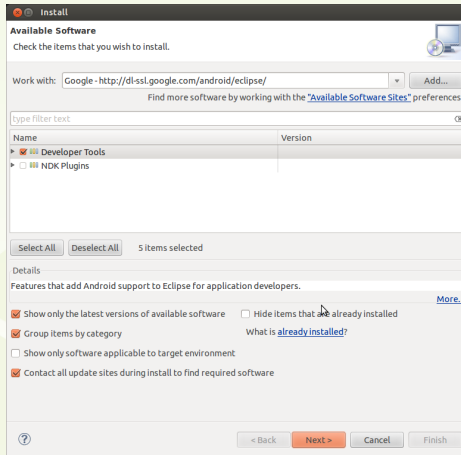 Install
Available Software
Check the items that you wish to install.
Work with: Google - http://dl-ssl.google.com/android/eclipse/ Add...
Find more software by working with the "Available Software Sites" preferences
type filter text
Name Version
Developer Tools
NDK Plugins
Select All Deselect All 5 items selected
Details
Features that add Android support to Eclipse for application developers.
More.
Show only the latest versions of available software Hide items that are already installed
Group items by category What is already installed?
Show only software applicable to target environment
Contact all update sites during install to find required software
? < Back Next > Cancel Finish